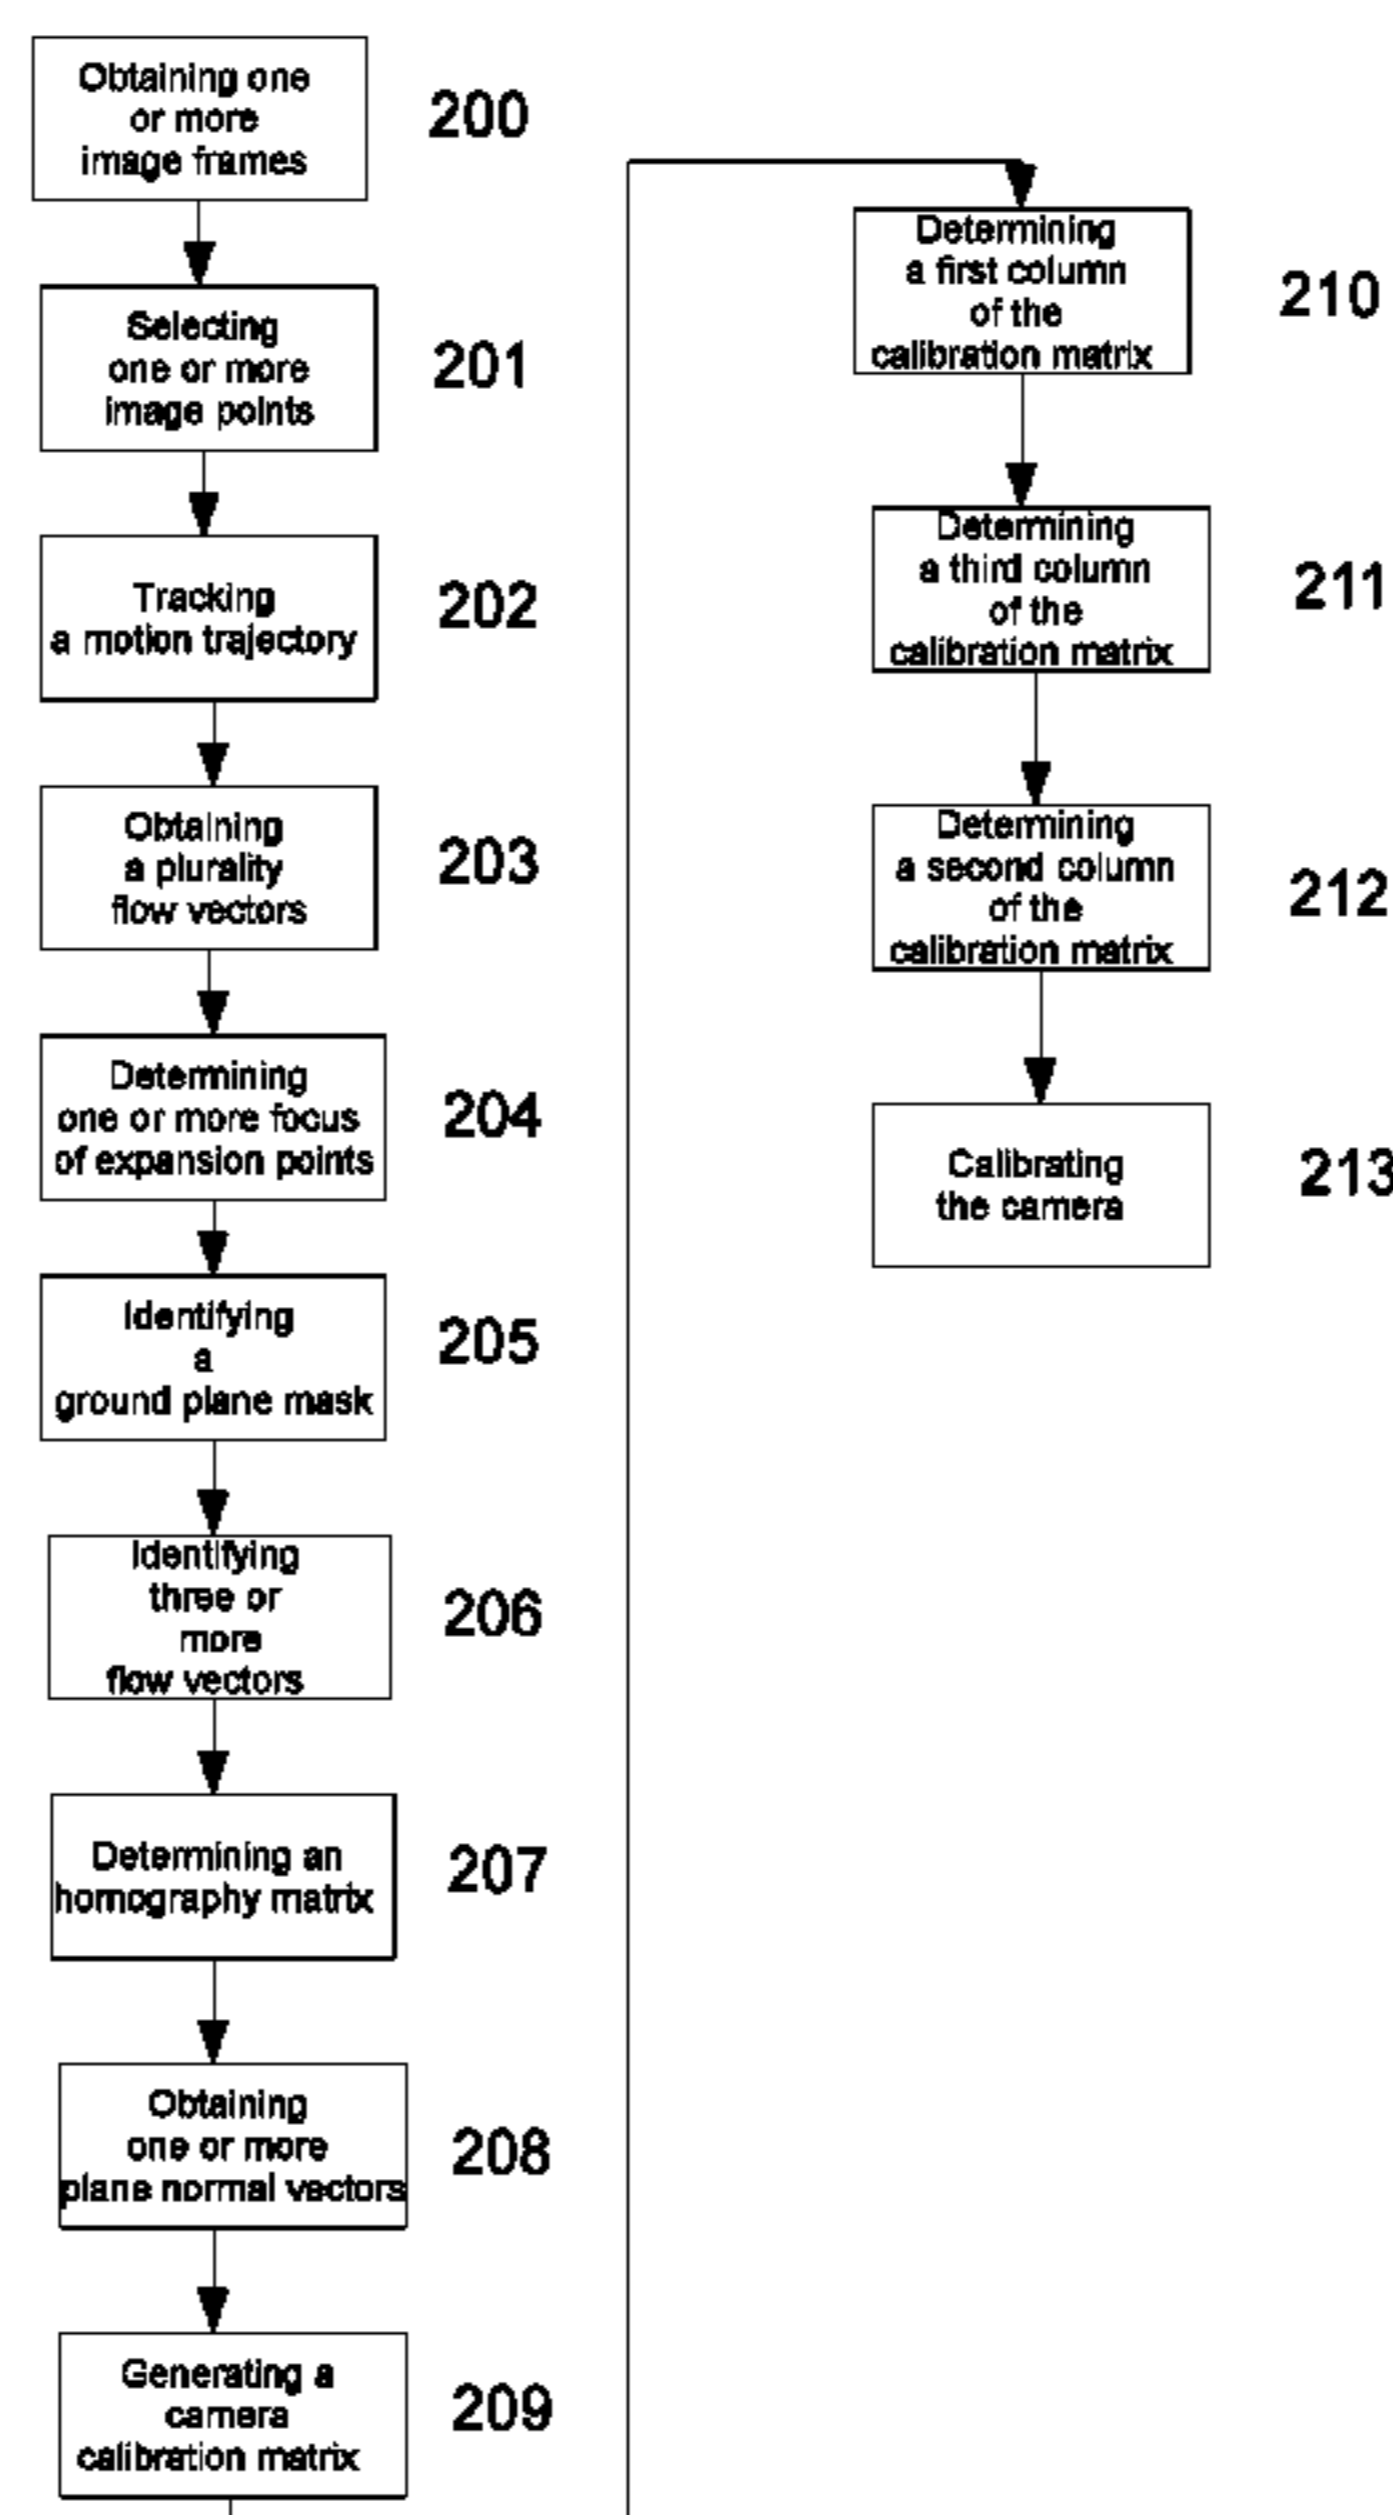 Obtaining one
or more
image frames
200
Selecting
one or more
image points
201
Tracking
a motion trajectory
202
Obtaining
a plurality
flow vectors
203
Determining
one or more focus
of expansion points
204
Identifying
a
ground plane mask
205
Identifying
three or
more
flow vectors
206
Determining an
homography matrix
207
Obtaining
one or more
plane normal vectors
208
Generating a
camera
calibration matrix
209
Determining
a first column
of the
calibration matrix
210
Determining
a third column
of the
calibration matrix
211
Determining
a second column
of the
calibration matrix
212
Calibrating
the camera
213